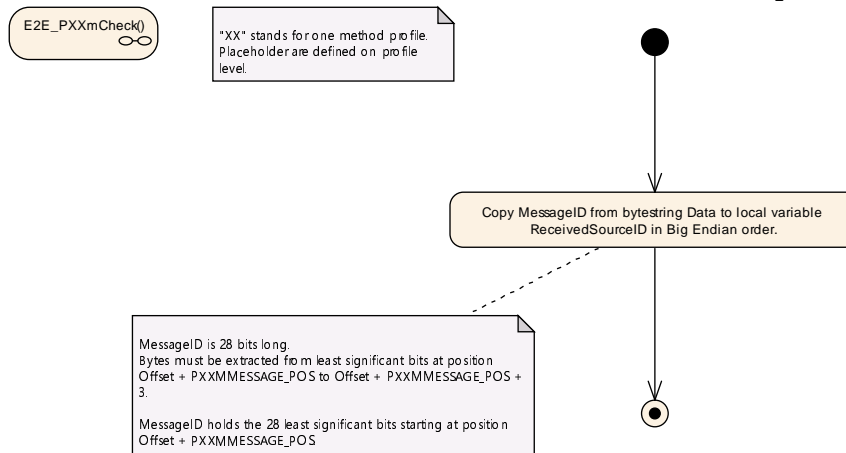 E2E_PXXmCheck()
"XX" stands for one method profile.
Placeholder are defined on profile
level.
Copy MessageID from bytestring Data to local variable
ReceivedSourceID in Big Endian order.
MessageID is 28 bits long.
Bytes must be extracted from least significant bits at position
Offset + PXXMMESSAGE_POS to Offset + PXXMMESSAGE_POS +
3.
MessageID holds the 28 least significant bits starting at position
Offset + PXXMMESSAGE_POS.